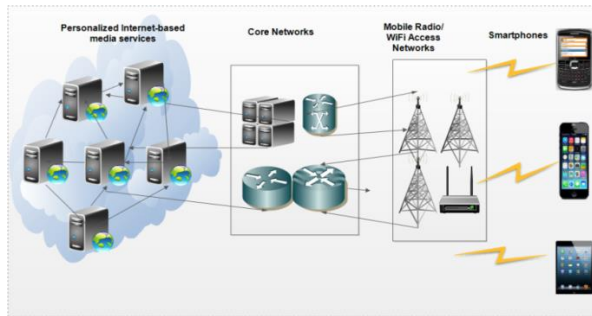 Personalized Internet-based
media services
Core Networks
Mobile Radio/
WiFi Access
Networks
Smartphones